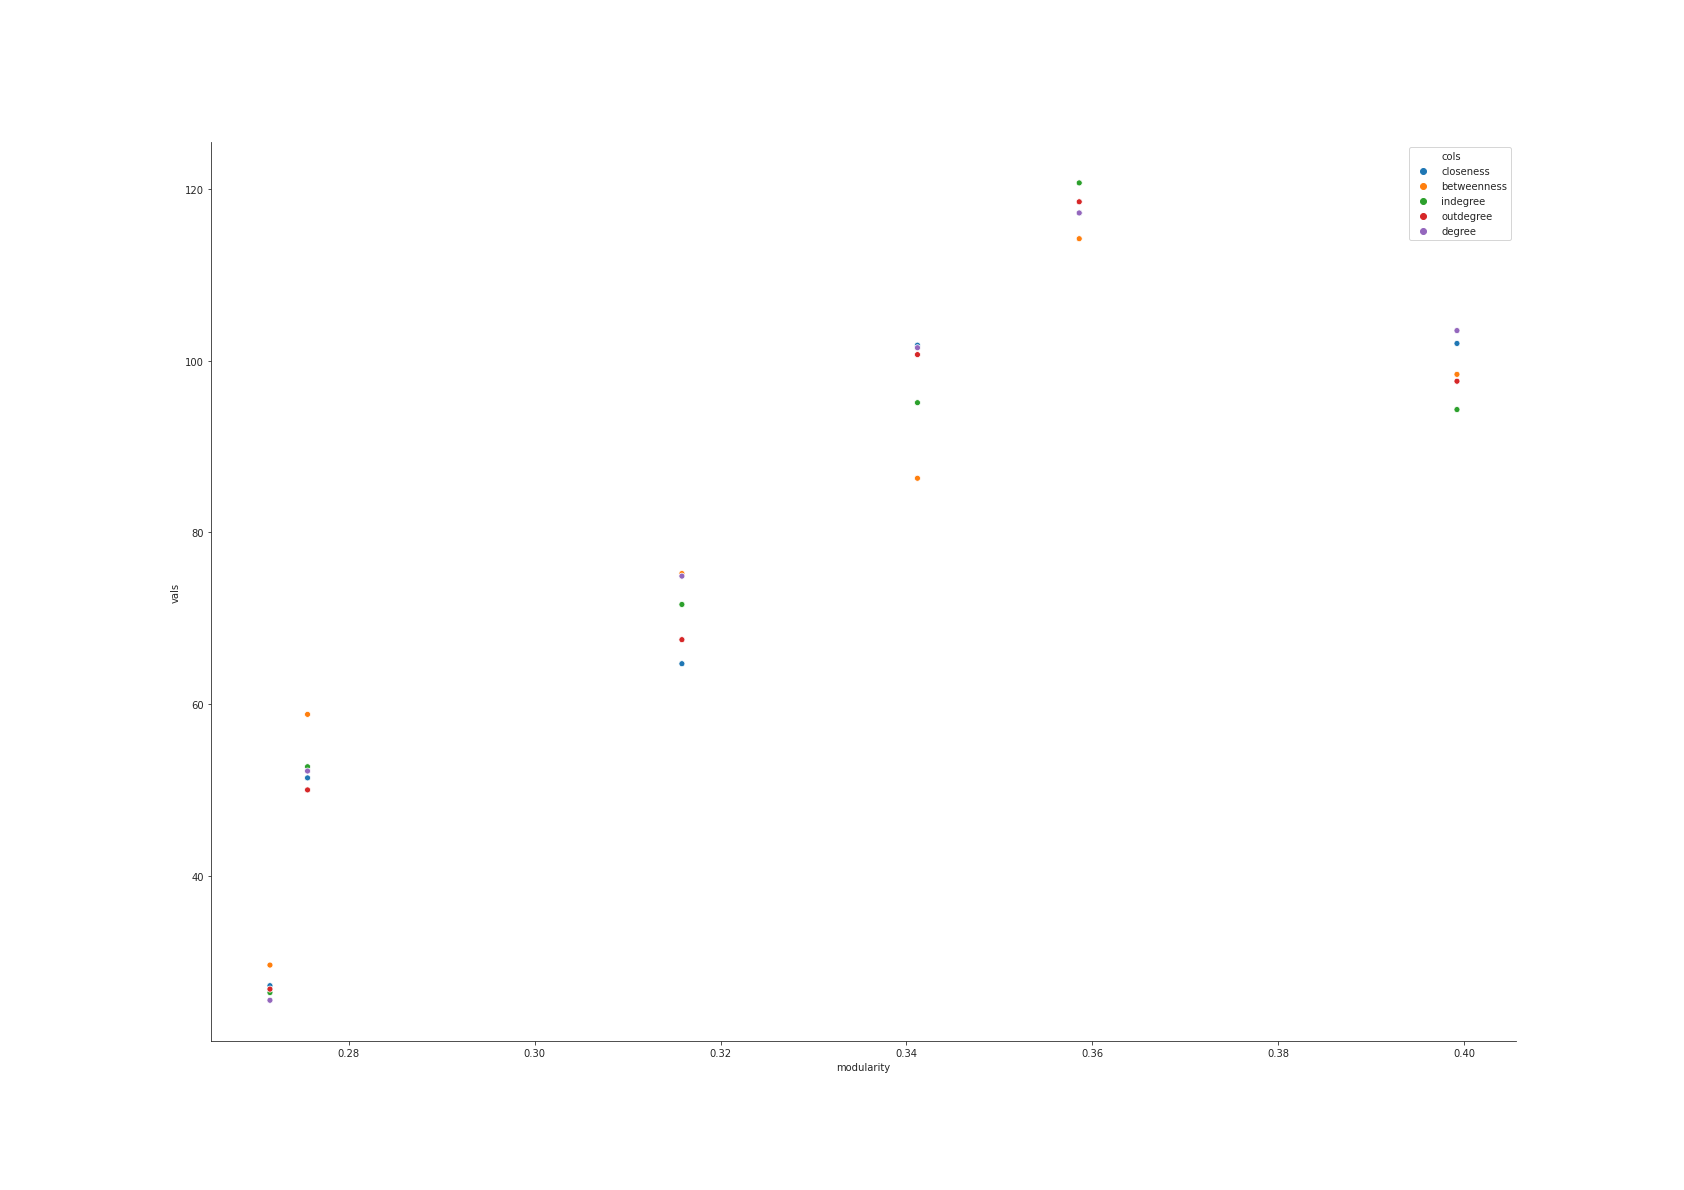 cols
closeness
betweenness
indegree
outdegree
degree
120
100
80
60
40
vals
0.28 0.30 0.32 0.34 0.36 0.38 0.40
modularity